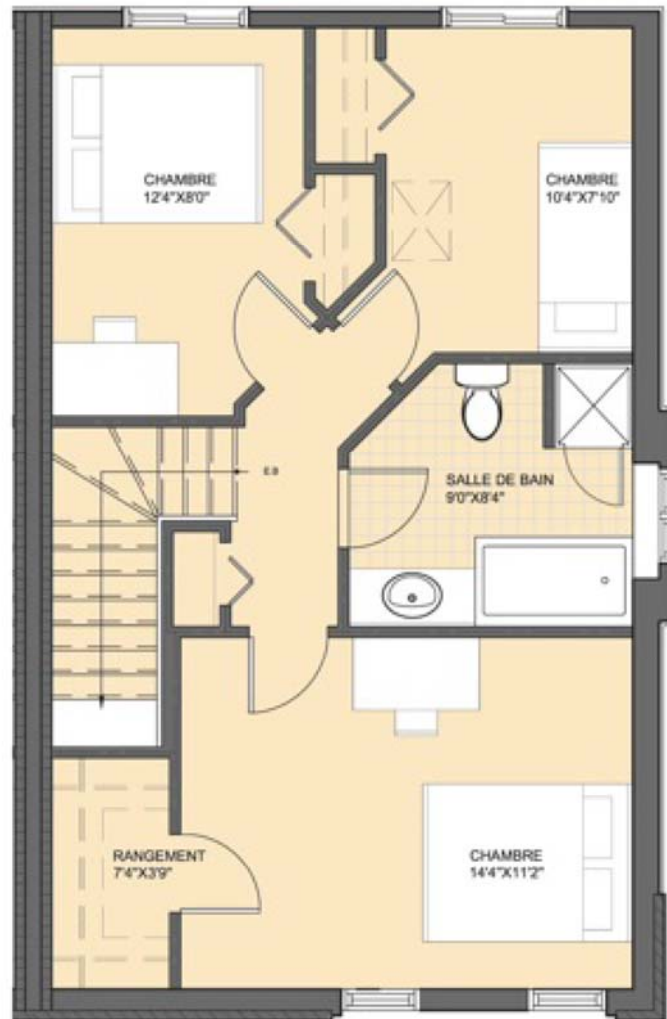 CHAMBRE
12'4"X8'0"
CHAMBRE
10'4"X7'10"
SALLE DE BAIN
9'0"X8'4"
RANGEMENT
7'4"X3'9"
CHAMBRE
14'4"X11'2"